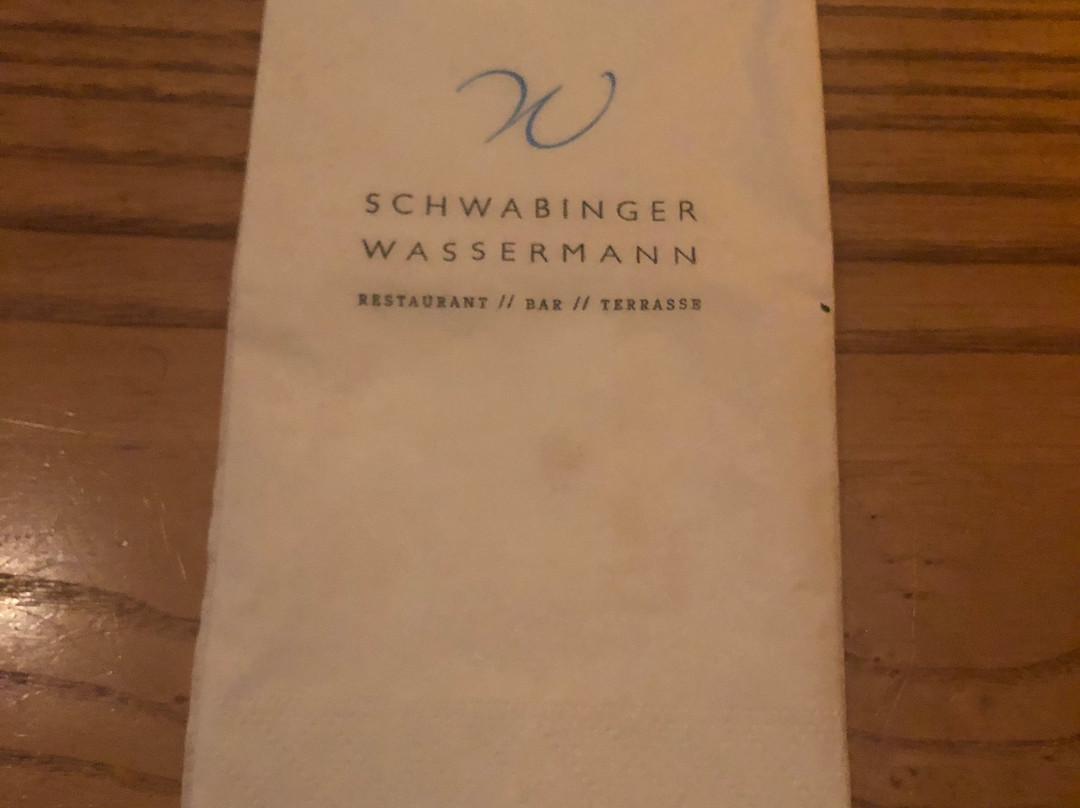 W
SCHWABINGER
WASSERMANN
RESTAURANT // BAR // TERRASSE